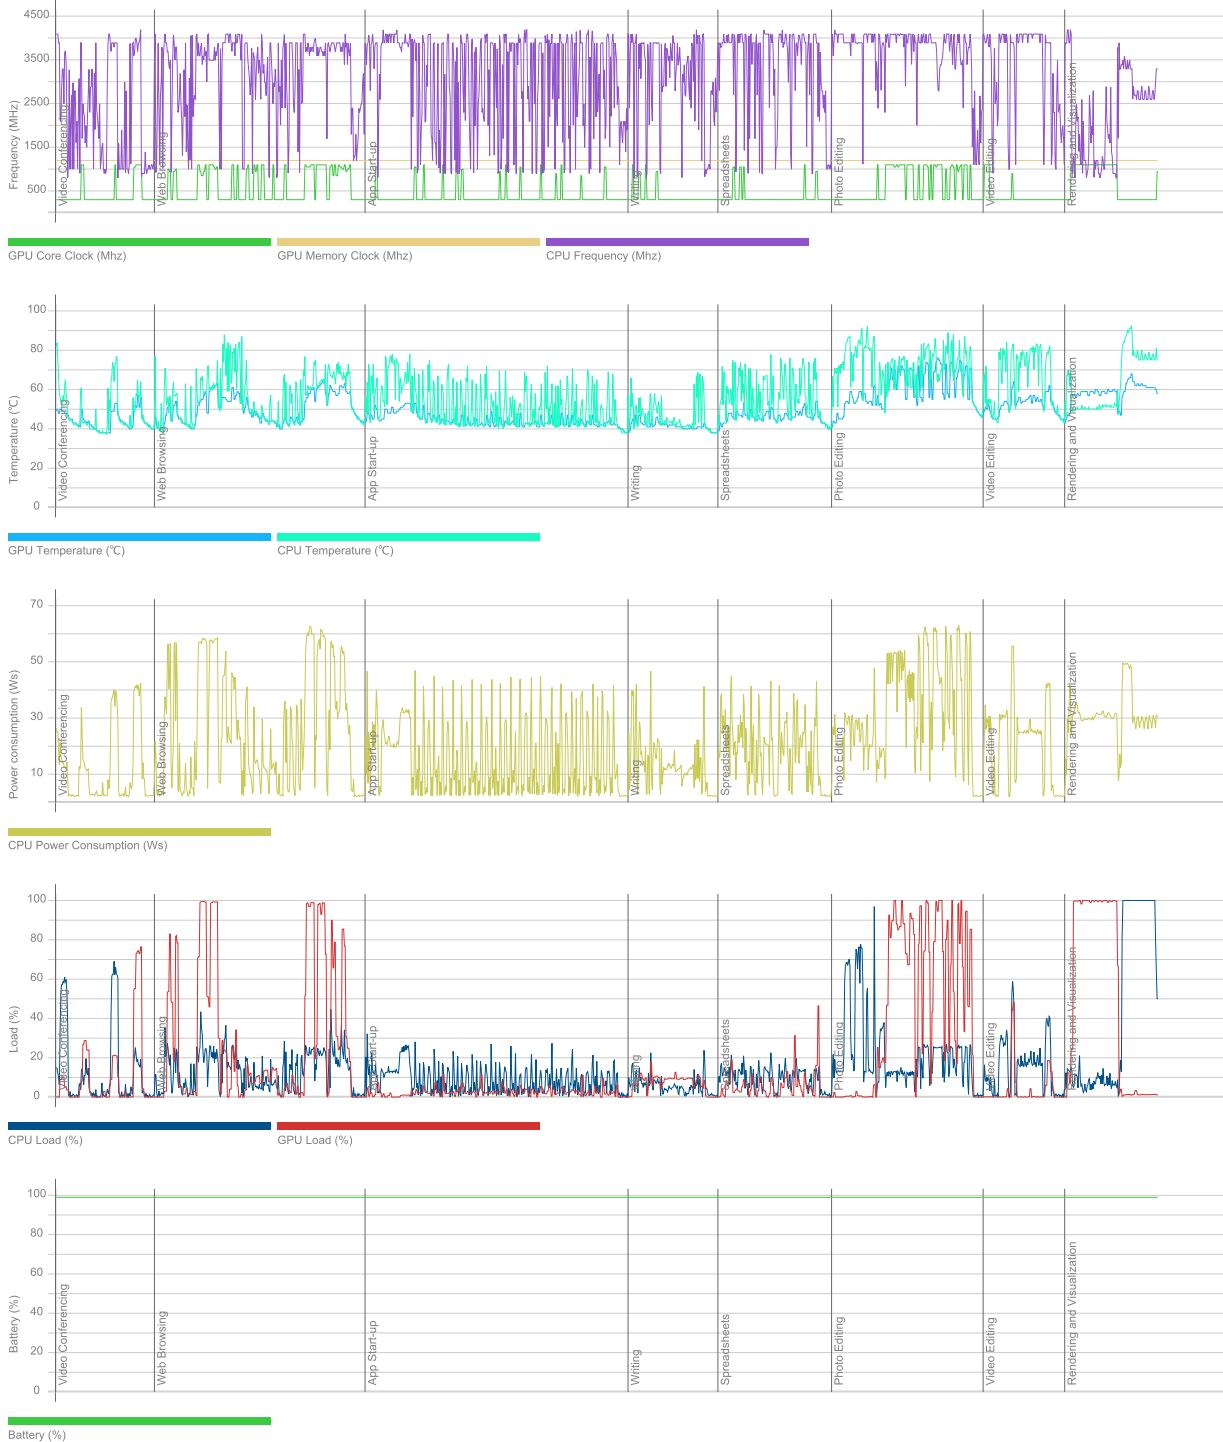 4500
3500
2500
1500
500
Frequency (MHz)
Video Conferencing
Web Browsing
App Start-up
Writing
Spreadsheets
Photo Editing
Video Editing
Rendering and Visualization
GPU Core Clock (Mhz)
GPU Memory Clock (Mhz)
CPU Frequency (Mhz)
100
80
60
40
20
0
Temperature (°C)
Video Conferencing
Web Browsing
App Start-up
Writing
Spreadsheets
Photo Editing
Video Editing
Rendering and Visualization
GPU Temperature (°C)
CPU Temperature (°C)
70
50
30
10
Power consumption (Ws)
Video Conferencing
Web Browsing
App Start-up
Writing
Spreadsheets
Photo Editing
Video Editing
Rendering and Visualization
CPU Power Consumption (Ws)
100
80
60
40
20
0
Load (%)
Video Conferencing
Web Browsing
App Start-up
Writing
Spreadsheets
Photo Editing
Video Editing
Rendering and Visualization
CPU Load (%)
GPU Load (%)
100
80
60
40
20
0
Battery (%)
Video Conferencing
Web Browsing
App Start-up
Writing
Spreadsheets
Photo Editing
Video Editing
Rendering and Visualization
Battery (%)